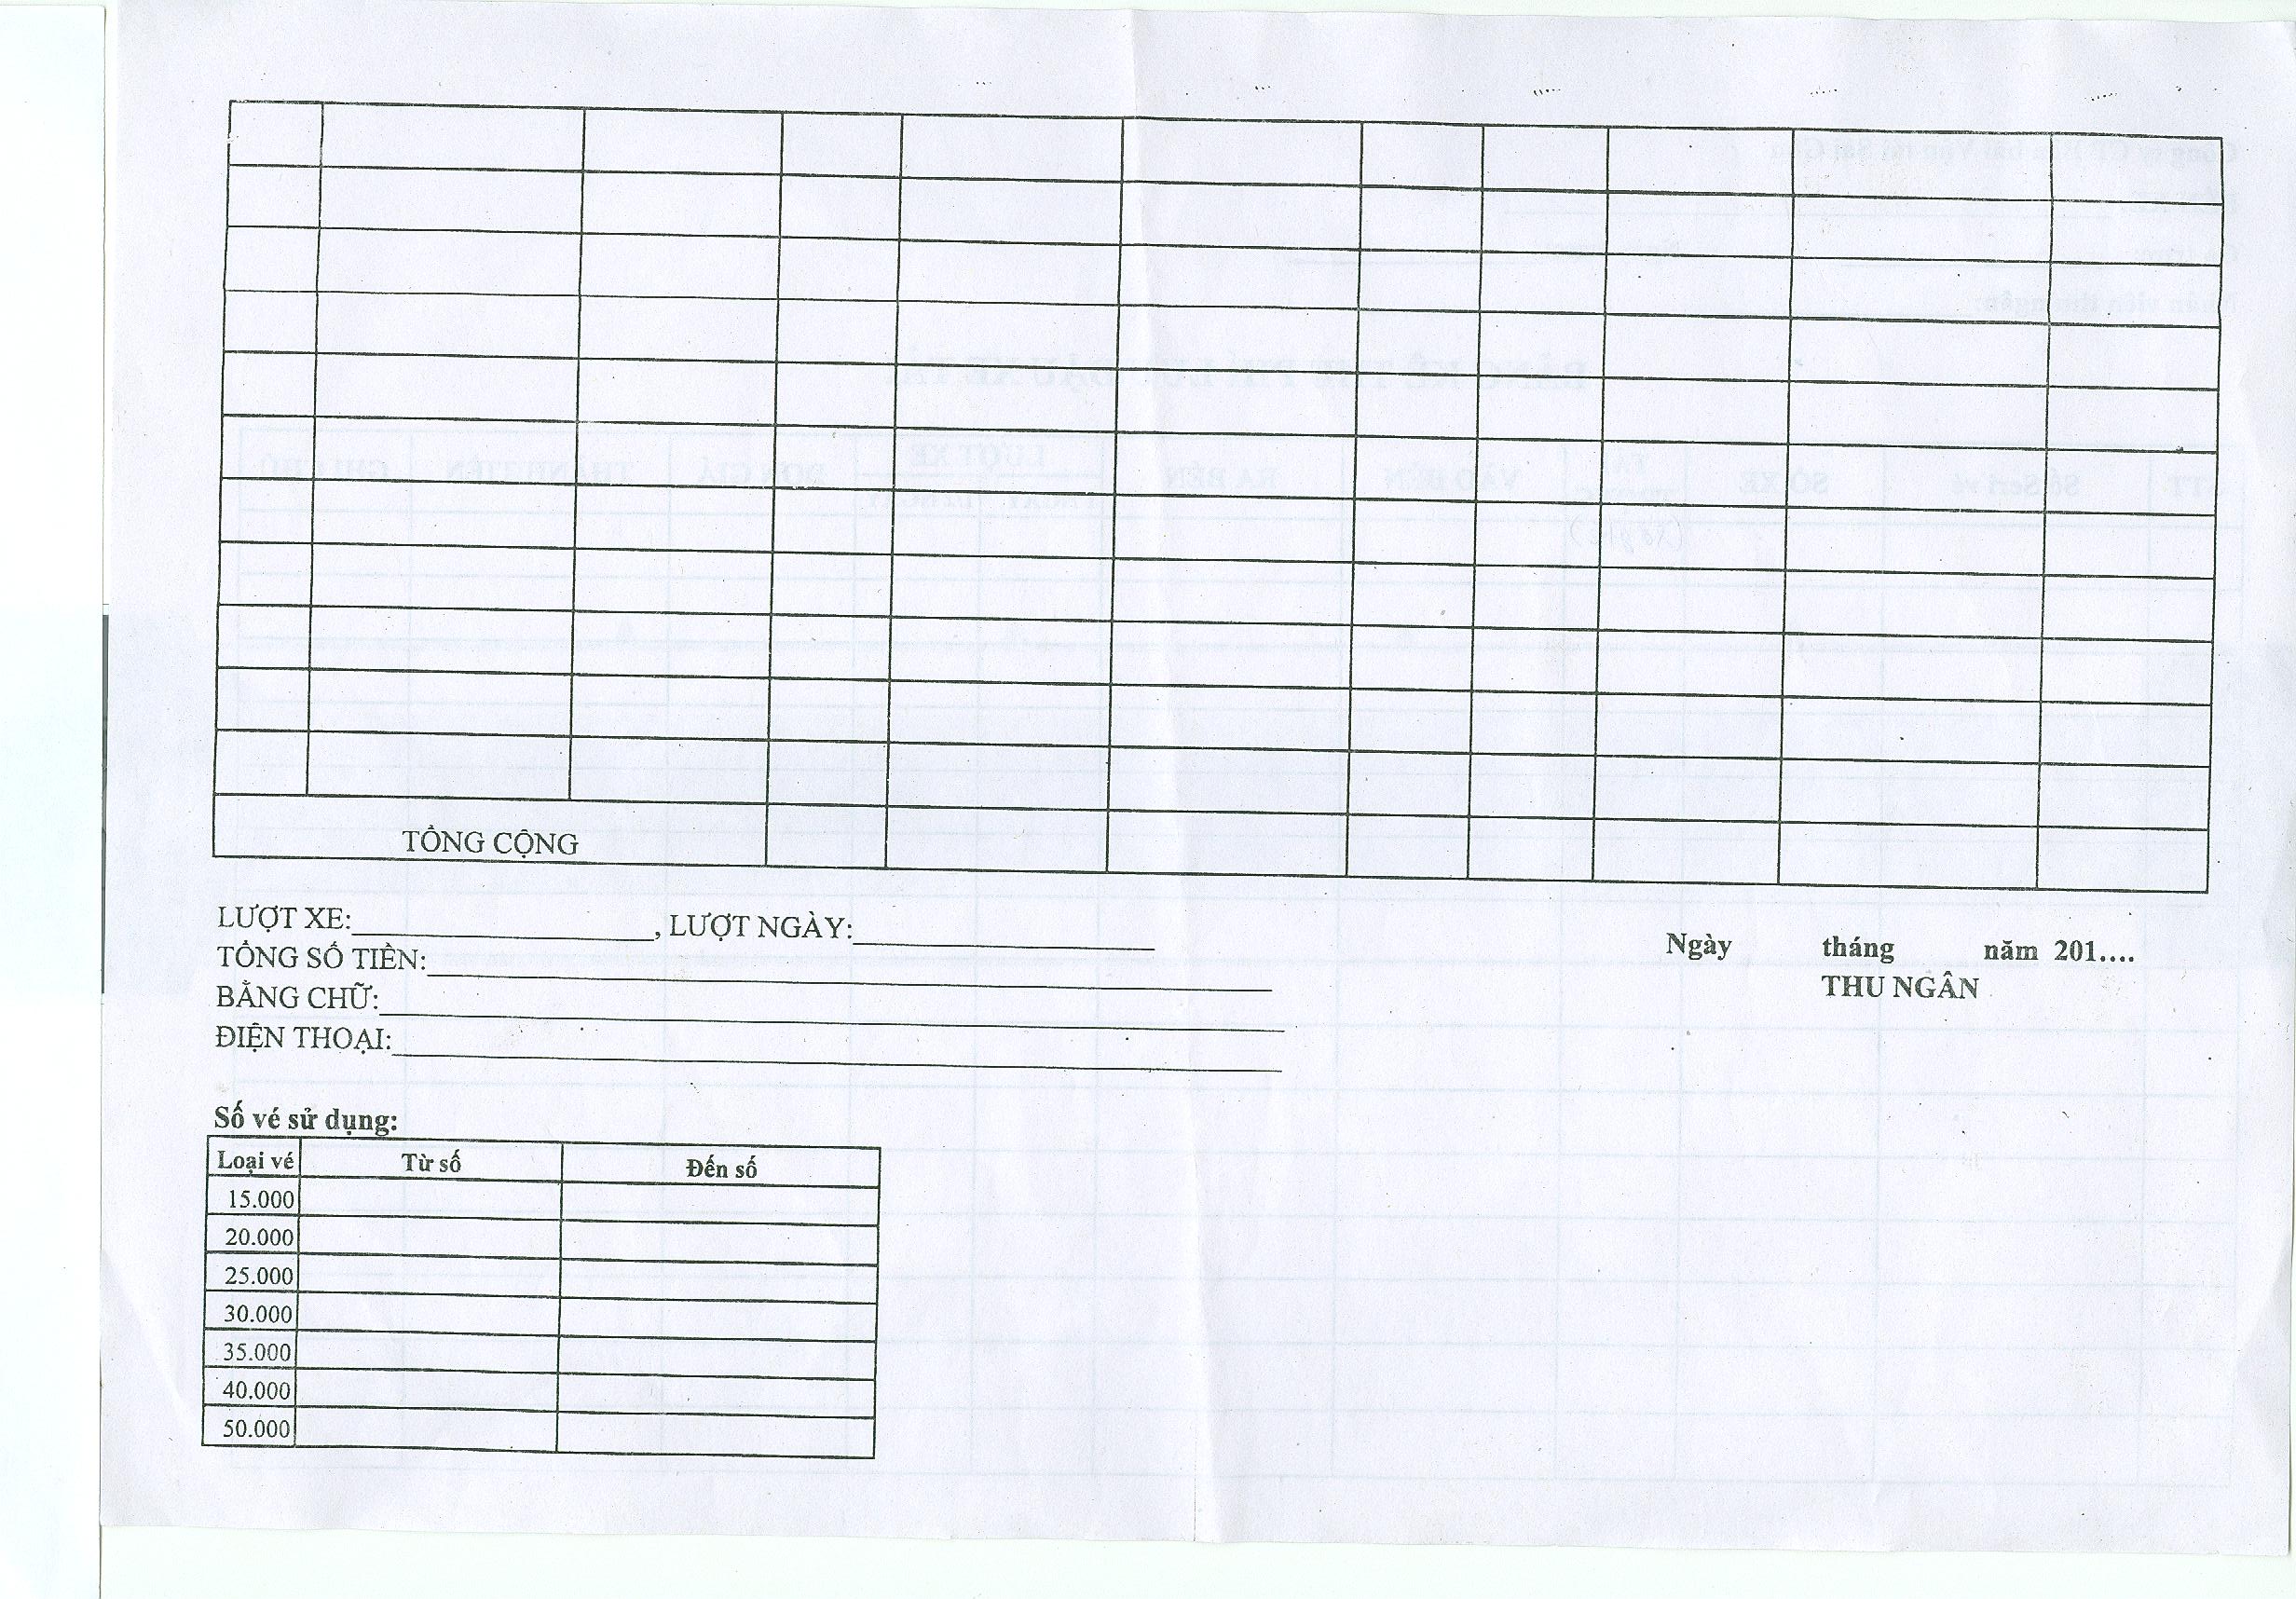 TỔNG CỘNG
LƯỢT XE:____________________, LƯỢT NGÀY:____________________
TỔNG SỐ TIỀN:____________________
BẰNG CHỮ:____________________
ĐIỆN THOẠI:____________________
Ngày tháng năm 201....
THU NGÂN
Số vé sử dụng:
Loại vé Từ số Đến số
15.000
20.000
25.000
30.000
35.000
40.000
50.000